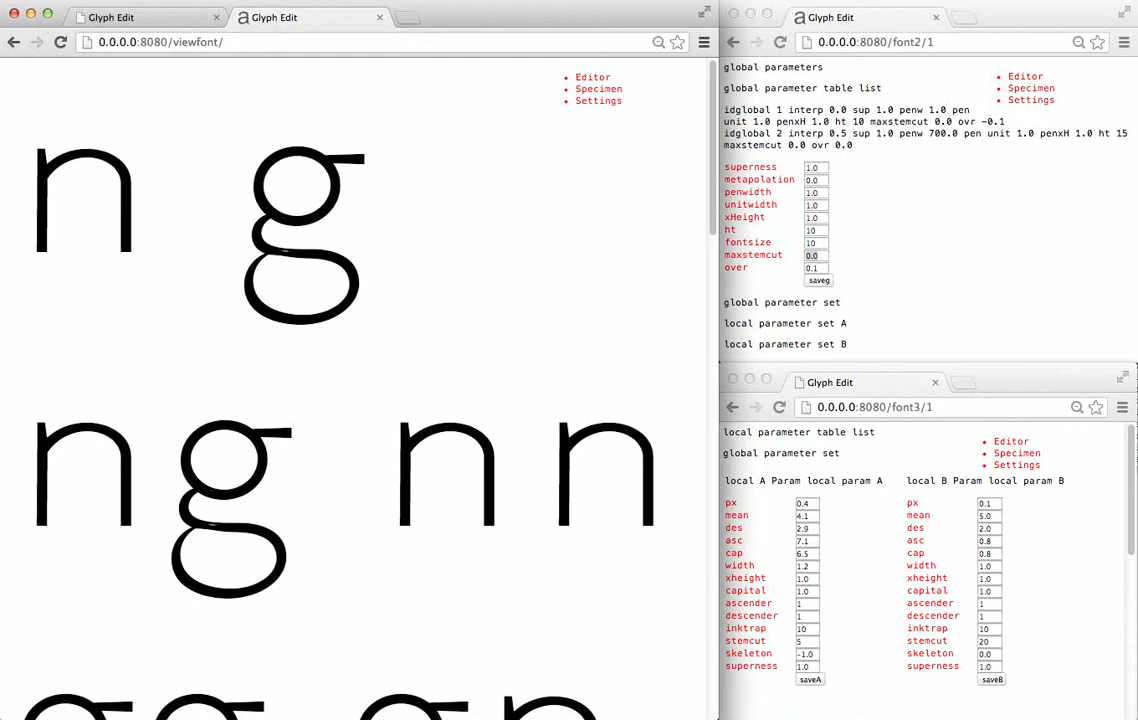 Glyph Edit
Glyph Edit
0.0.0.0:8080/viewfont/
Editor
Specimen
Settings
n g
n g n n
g g g n
Glyph Edit
0.0.0.0:8080/font2/1
global parameters
Editor
Specimen
Settings
global parameter table list
idglobal 1 interp 0.0 sup 1.0 penw 1.0 pen
unit 1.0 penxH 1.0 ht 10 maxstemcut 0.0 ovr -0.1
idglobal 2 interp 0.5 sup 1.0 penw 700.0 pen unit 1.0 penxH 1.0 ht 15
maxstemcut 0.0 ovr 0.0
superness 1.0
metapolation 0.0
penwidth 1.0
unitwidth 1.0
xHeight 1.0
ht 10
fontsize 10
maxstemcut 0.0
over 0.1
saveg
global parameter set
local parameter set A
local parameter set B
Glyph Edit
0.0.0.0:8080/font3/1
local parameter table list
Editor
Specimen
Settings
global parameter set
local A Param local param A local B Param local param B
px 0.4 px 0.1
mean 4.1 mean 5.0
des 2.9 des 2.0
asc 7.1 asc 0.8
cap 6.5 cap 0.8
width 1.2 width 1.0
xheight 1.0 xheight 1.0
capital 1.0 capital 1.0
ascender 1 ascender 1
descender 1 descender 1
inktrap 10 inktrap 10
stemcut 5 stemcut 20
skeleton -1.0 skeleton 0.0
superness 1.0 superness 1.0
saveA saveB